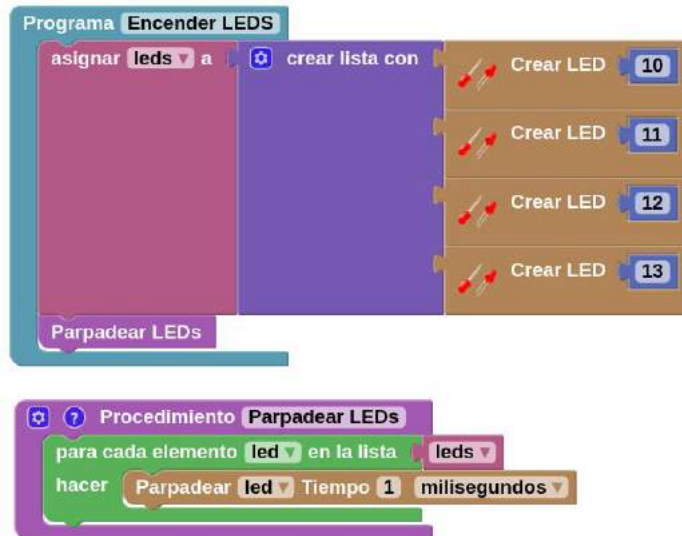 Programa Encender LEDS
asignar leds a crear lista con Crear LED 10
Crear LED 11
Crear LED 12
Crear LED 13
Parpadear LEDs
? Procedimiento Parpadear LEDs
para cada elemento led en la lista leds
hacer Parpadear led Tiempo 1 milisegundos